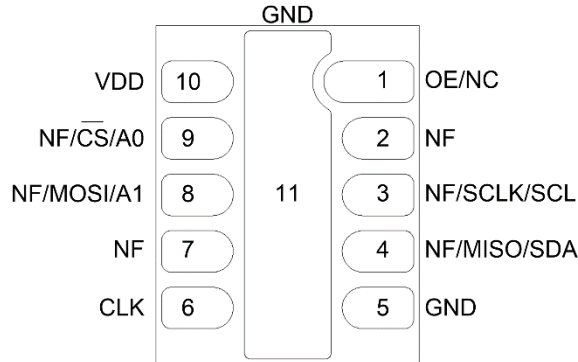 GND
VDD 10 1 OE/NC
NF/C̅S̅/A0 9 2 NF
NF/MOSI/A1 8 11 3 NF/SCLK/SCL
NF 7 4 NF/MISO/SDA
CLK 6 5 GND